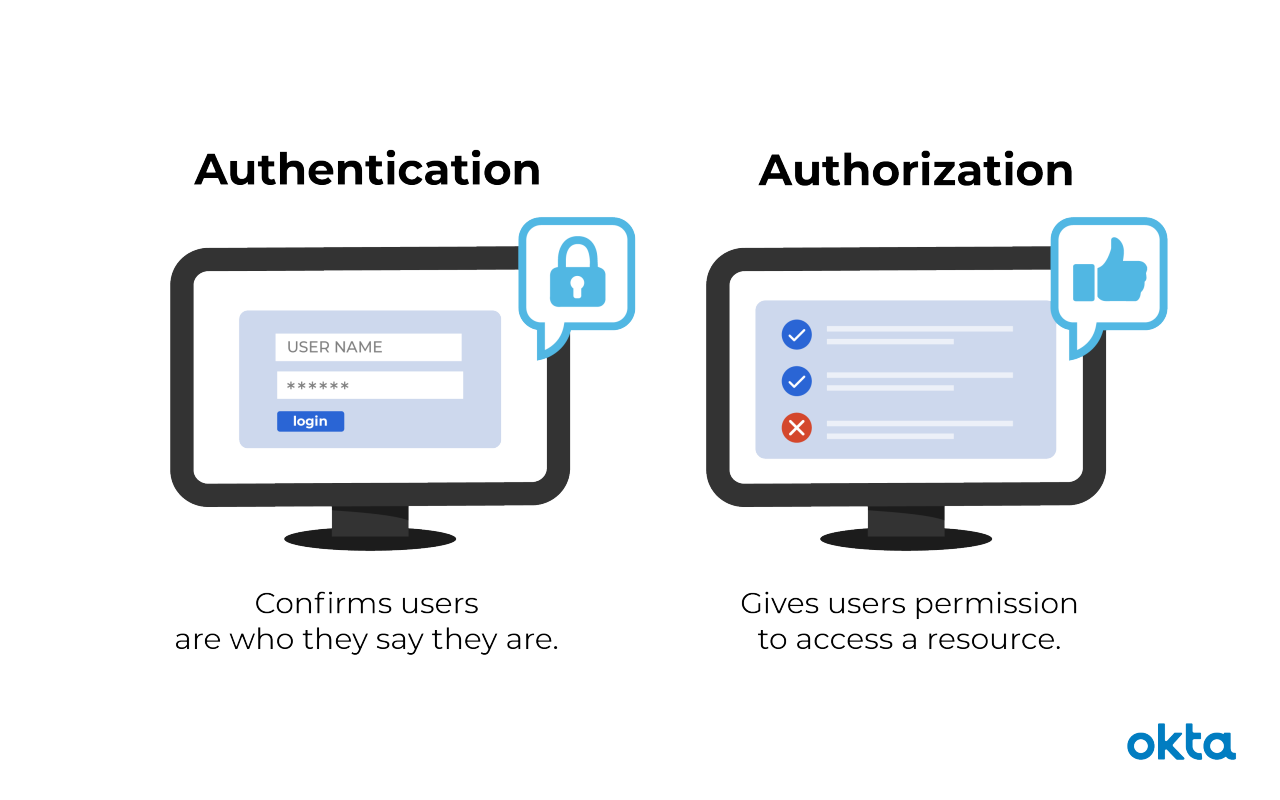 Authentication
USER NAME
******
login
Confirms users
are who they say they are.
Authorization
Gives users permission
to access a resource.
okta